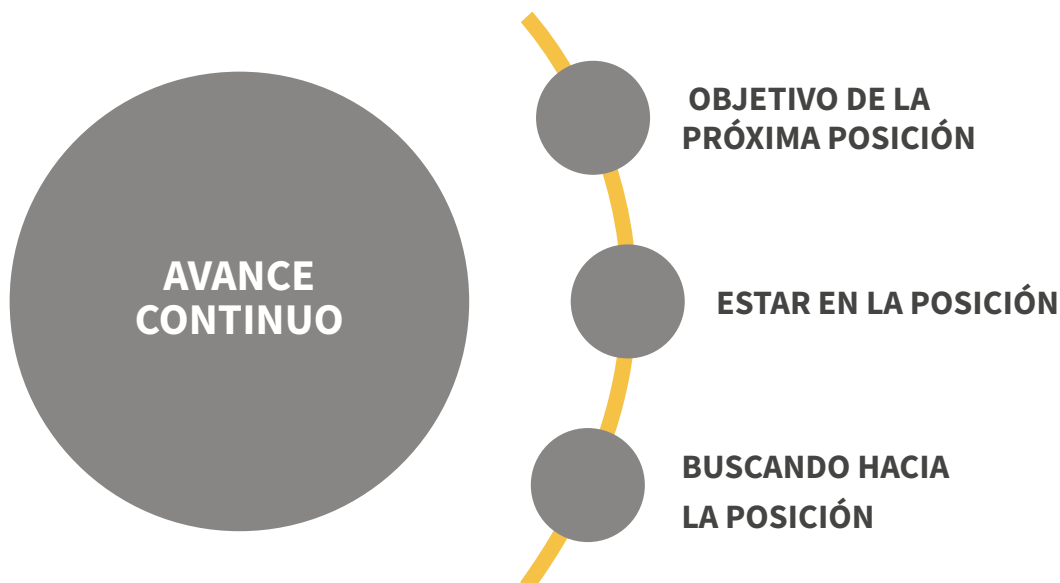 AVANCE
CONTINUO
OBJETIVO DE LA
PRÓXIMA POSICIÓN
ESTAR EN LA POSICIÓN
BUSCANDO HACIA
LA POSICIÓN